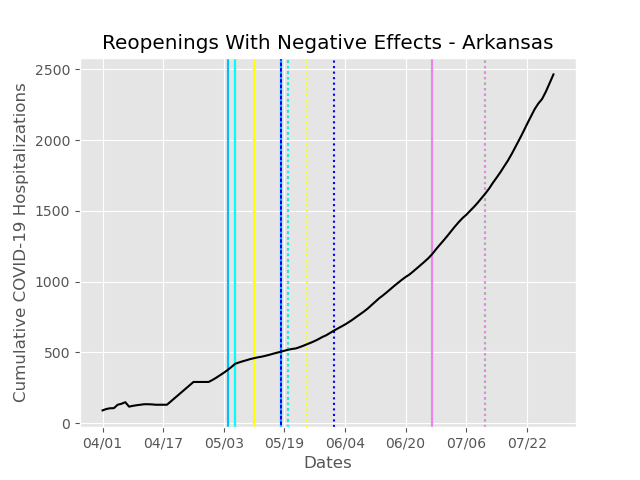 Reopenings With Negative Effects - Arkansas
Cumulative COVID-19 Hospitalizations
2500
2000
1500
1000
500
0
04/01 04/17 05/03 05/19 06/04 06/20 07/06 07/22
Dates